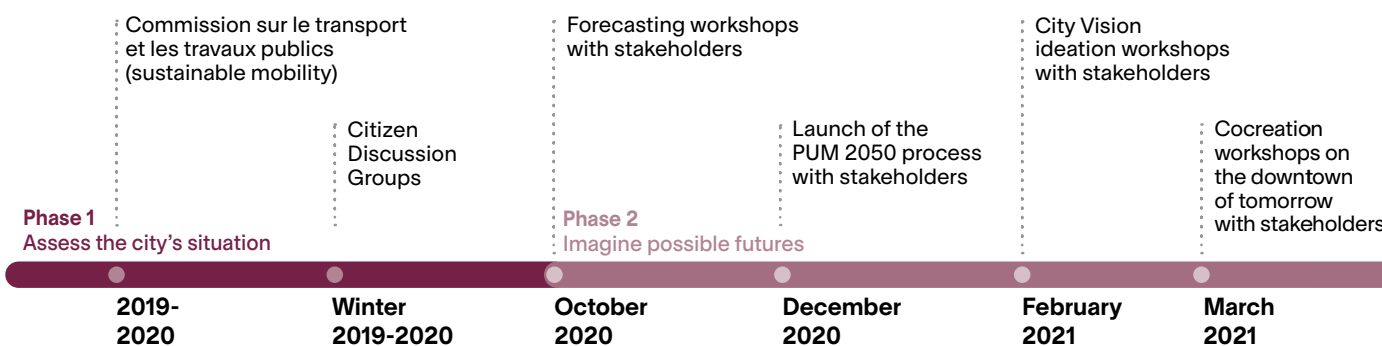 Commission sur le transport
et les travaux publics
(sustainable mobility)
Forecasting workshops
with stakeholders
City Vision
ideation workshops
with stakeholders
Citizen
Discussion
Groups
Launch of the
PUM 2050 process
with stakeholders
Cocreation
workshops on
the downtown
of tomorrow
with stakeholders
Phase 1
Assess the city's situation
Phase 2
Imagine possible futures
2019-
2020
Winter
2019-2020
October
2020
December
2020
February
2021
March
2021